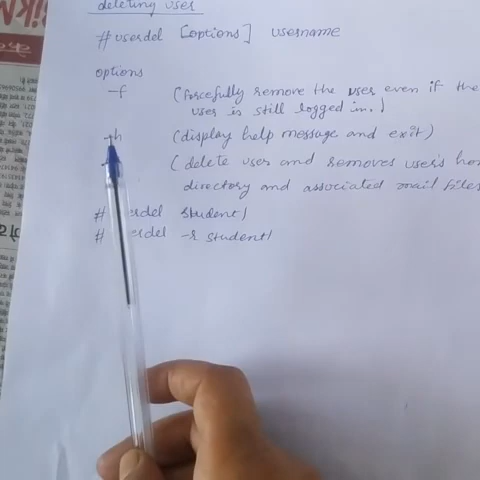 deleting user
#userdel [options] username
options
-f (forcefully remove the user even if the
user is still logged in.)
-h (display help message and exit)
(delete user and removes user's
directory and associated mail files
# student1
# -r student1